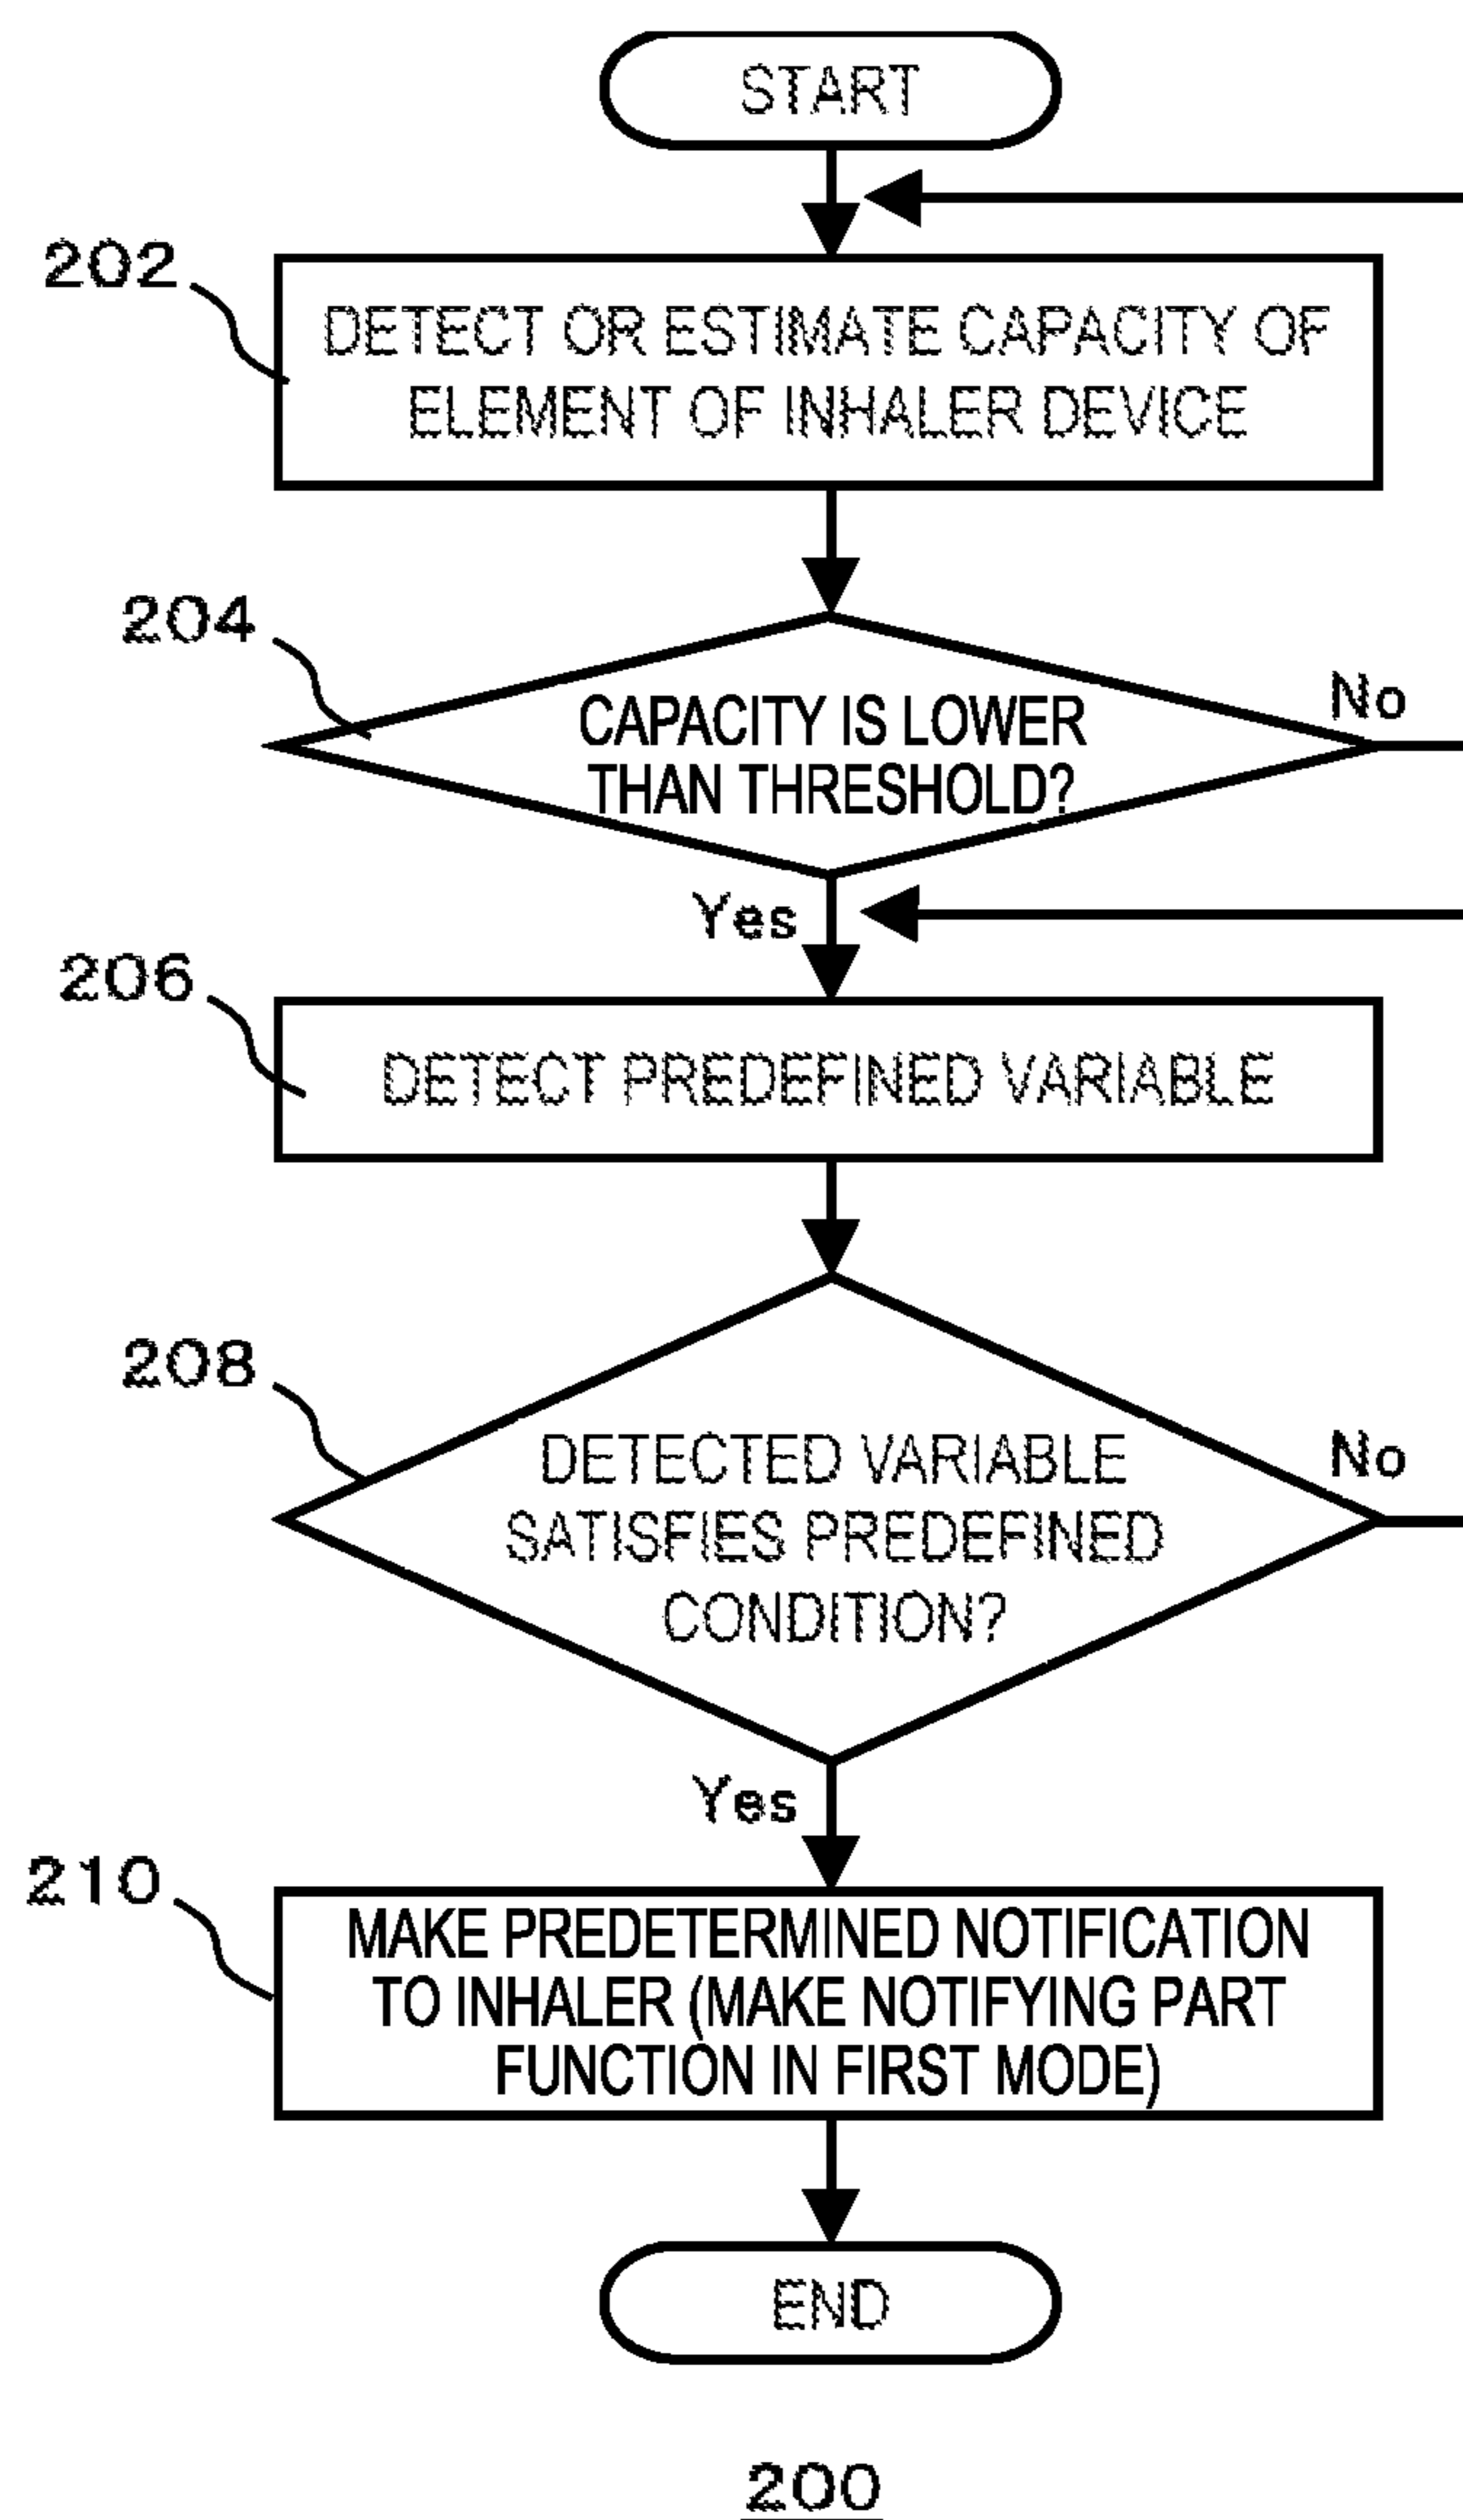 START
202
DETECT OR ESTIMATE CAPACITY OF
ELEMENT OF INHALER DEVICE
204
CAPACITY IS LOWER
THAN THRESHOLD?
No
Yes
206
DETECT PREDEFINED VARIABLE
208
DETECTED VARIABLE
SATISFIES PREDEFINED
CONDITION?
No
Yes
210
MAKE PREDETERMINED NOTIFICATION
TO INHALER (MAKE NOTIFYING PART
FUNCTION IN FIRST MODE)
END
200